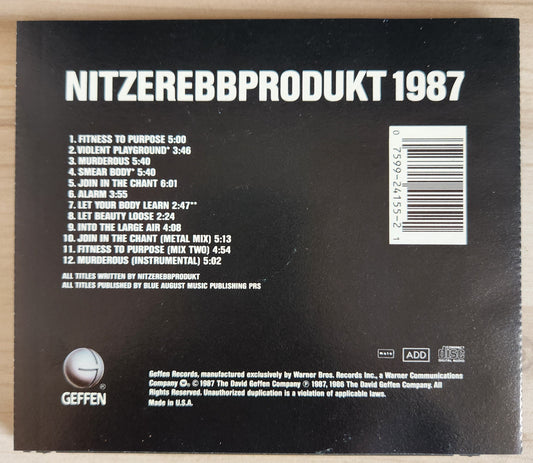 NITZEREBBPRODUKT 1987
1. FITNESS TO PURPOSE 5:00
2. VIOLENT PLAYGROUND* 3:46
3. MURDEROUS 5:40
4. SMEAR BODY* 5:40
5. JOIN IN THE CHANT 6:01
6. ALARM 3:55
7. LET YOUR BODY LEARN 2:47**
8. LET BEAUTY LOOSE 2:24
9. INTO THE LARGE AIR 4:08
10. JOIN IN THE CHANT (METAL MIX) 5:13
11. FITNESS TO PURPOSE (MIX TWO) 4:54
12. MURDEROUS (INSTRUMENTAL) 5:02
ALL TITLES WRITTEN BY NITZEREBBPRODUKT
ALL TITLES PUBLISHED BY BLUE AUGUST MUSIC PUBLISHING PRS
0 7599-24155-2 1
ADD
COMPACT disc DIGITAL AUDIO
G ®
GEFFEN
Geffen Records, manufactured exclusively by Warner Bros. Records Inc., a Warner Communications
Company © 1987 The David Geffen Company ℗ 1987, 1986 The David Geffen Company. All
Rights Reserved. Unauthorized duplication is a violation of applicable laws.
Made in U.S.A.